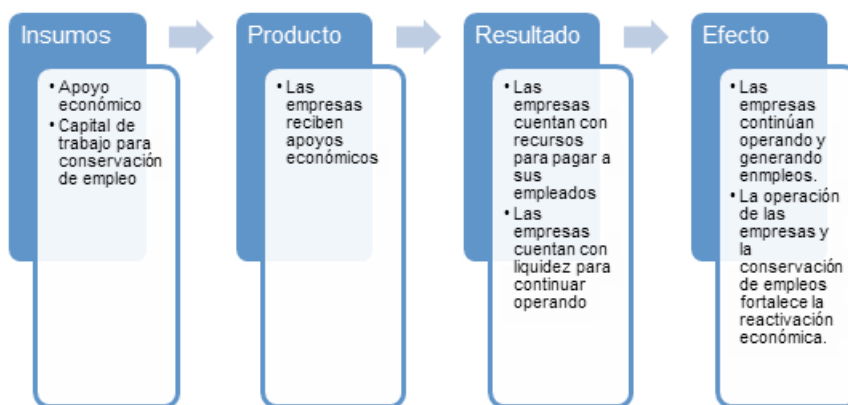 Insumos
• Apoyo
económico
• Capital de
trabajo para
conservación
de empleo
Producto
• Las
empresas
reciben
apoyos
económicos
Resultado
• Las
empresas
cuentan con
recursos
para pagar a
sus
empleados
• Las
empresas
cuentan con
liquidez para
continuar
operando
Efecto
• Las
empresas
continúan
operando y
generando
enmpleos.
• La operación
de las
empresas y
la
conservación
de empleos
fortalece la
reactivación
económica.